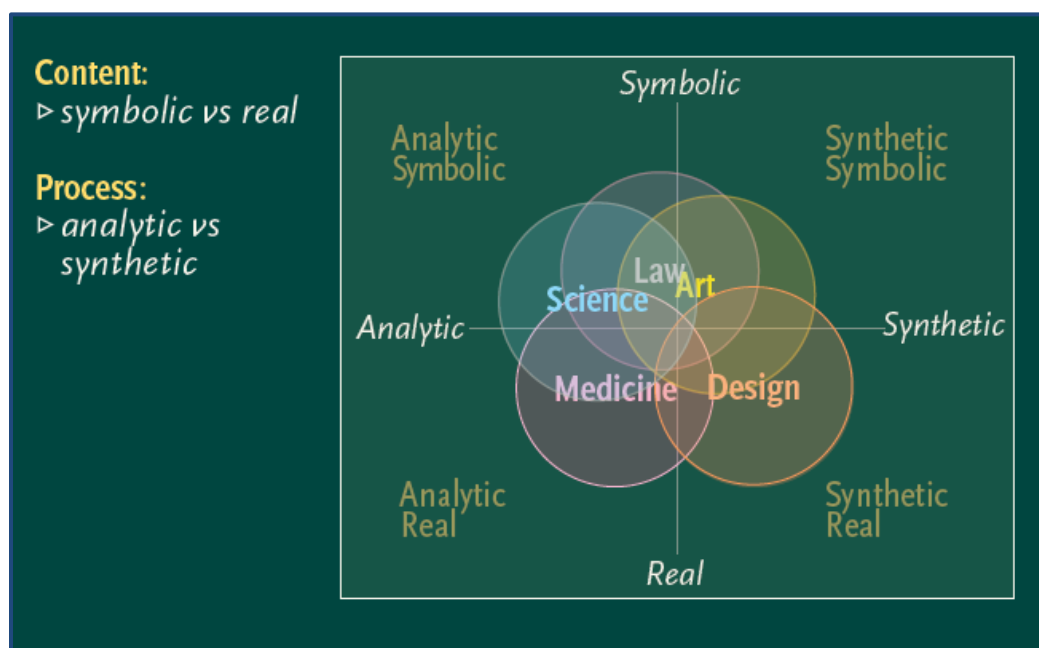 Content:
▷ symbolic vs real
Process:
▷ analytic vs
synthetic
Symbolic
Analytic
Symbolic
Synthetic
Symbolic
Law
Art
Science
Analytic
Synthetic
Medicine
Design
Analytic
Real
Synthetic
Real
Real